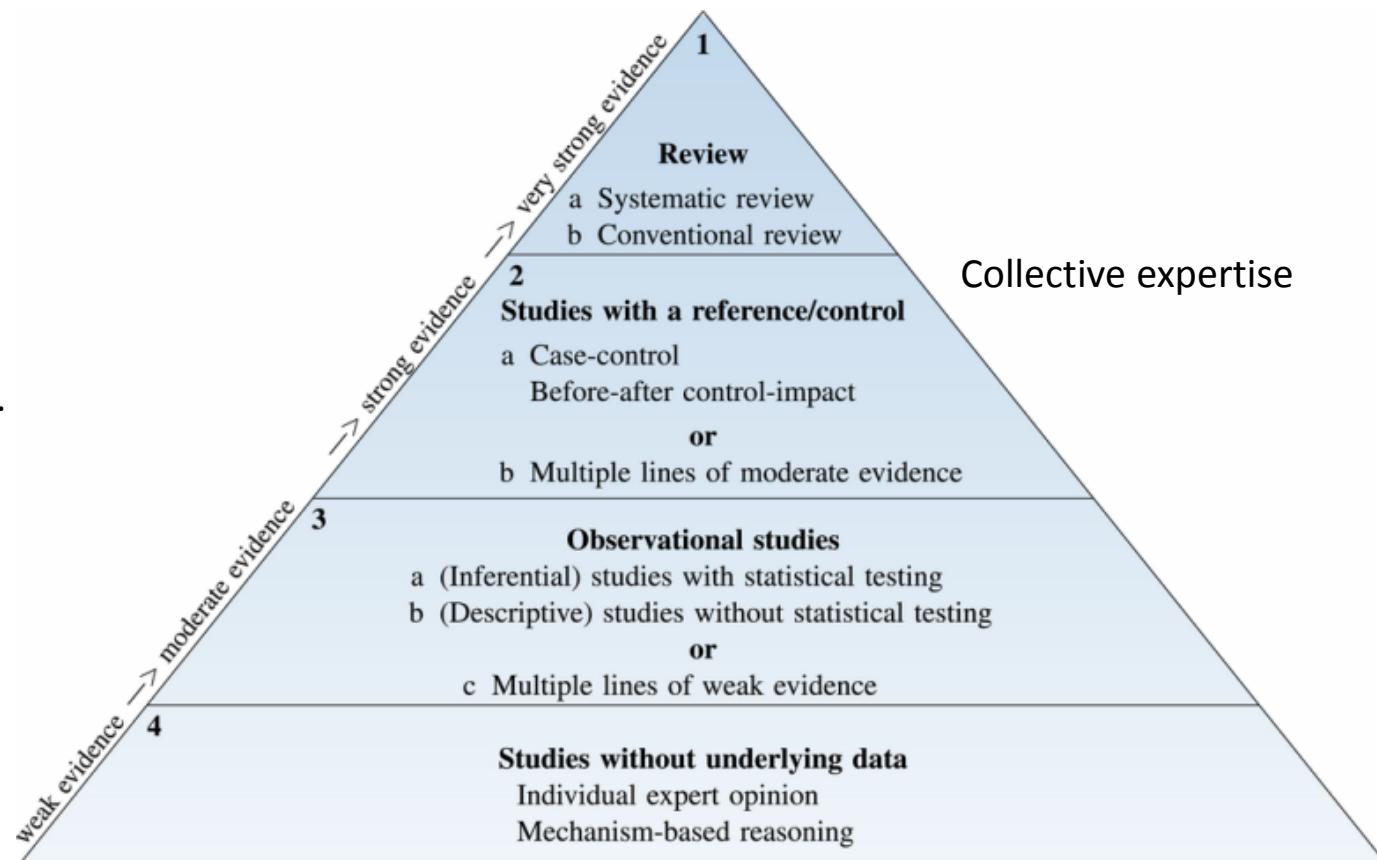 1
Review
a Systematic review
b Conventional review
2
Collective expertise
Studies with a reference/control
a Case-control
Before-after control-impact
or
b Multiple lines of moderate evidence
.
3
Observational studies
a (Inferential) studies with statistical testing
b (Descriptive) studies without statistical testing
or
c Multiple lines of weak evidence
4
Studies without underlying data
Individual expert opinion
Mechanism-based reasoning
weak evidence --> moderate evidence --> strong evidence --> very strong evidence